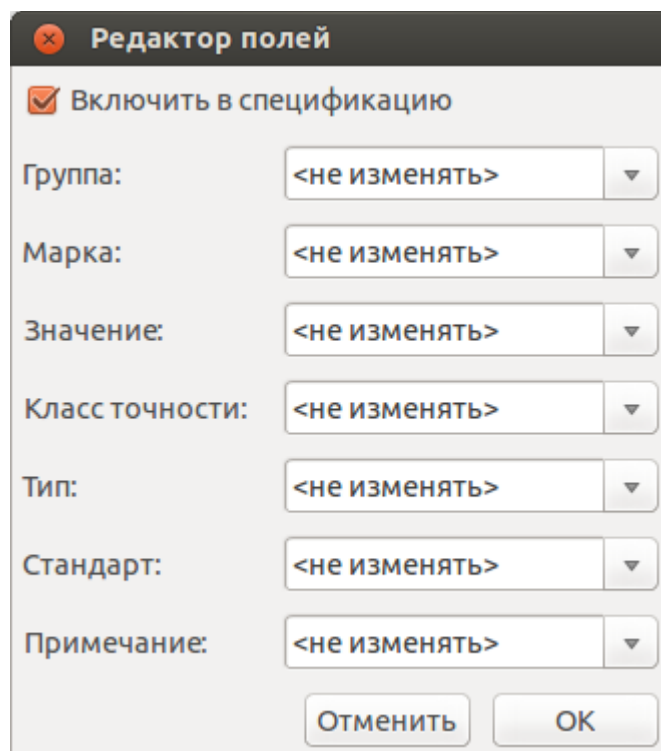 Редактор полей
Включить в спецификацию
Группа: <не изменять>
Марка: <не изменять>
Значение: <не изменять>
Класс точности: <не изменять>
Тип: <не изменять>
Стандарт: <не изменять>
Примечание: <не изменять>
Отменить OK